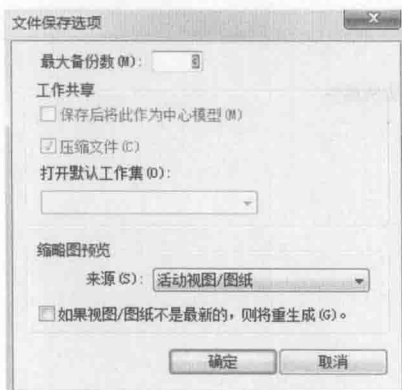 文件保存选项
最大备份数(M): 3
工作共享
保存后将此作为中心模型(M)
压缩文件(C)
打开默认工作集(O):
缩略图预览
来源(S): 活动视图/图纸
如果视图/图纸不是最新的，则将重生成(G)。
确定 取消